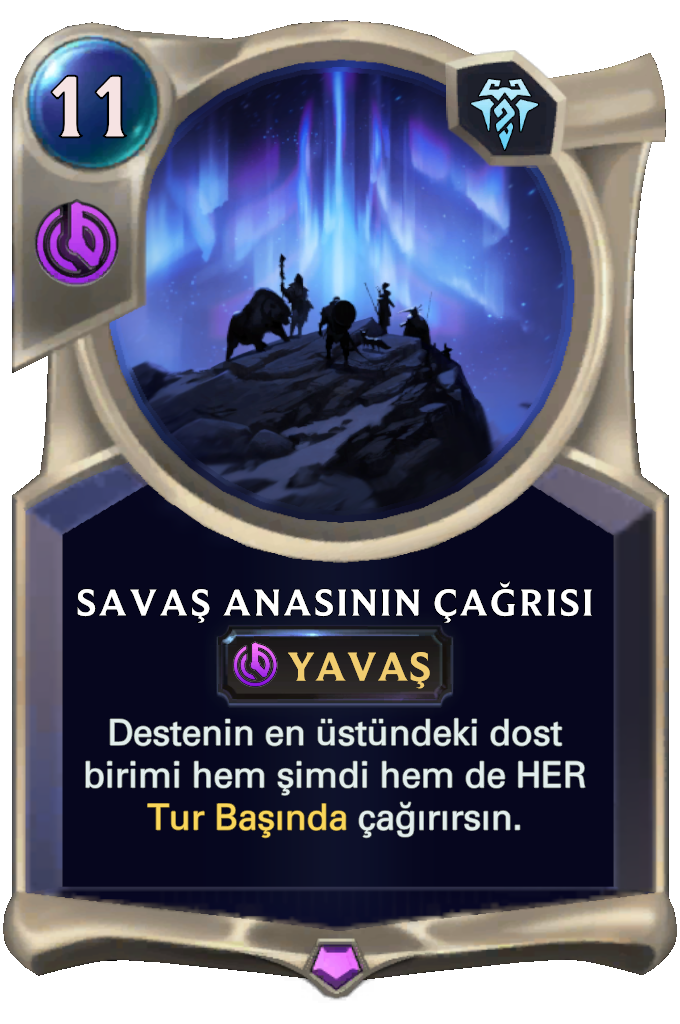 11
SAVAŞ ANASININ ÇAĞRISI
YAVAŞ
Destenin en üstündeki dost
birimi hem şimdi hem de HER
Tur Başında çağırırsın.